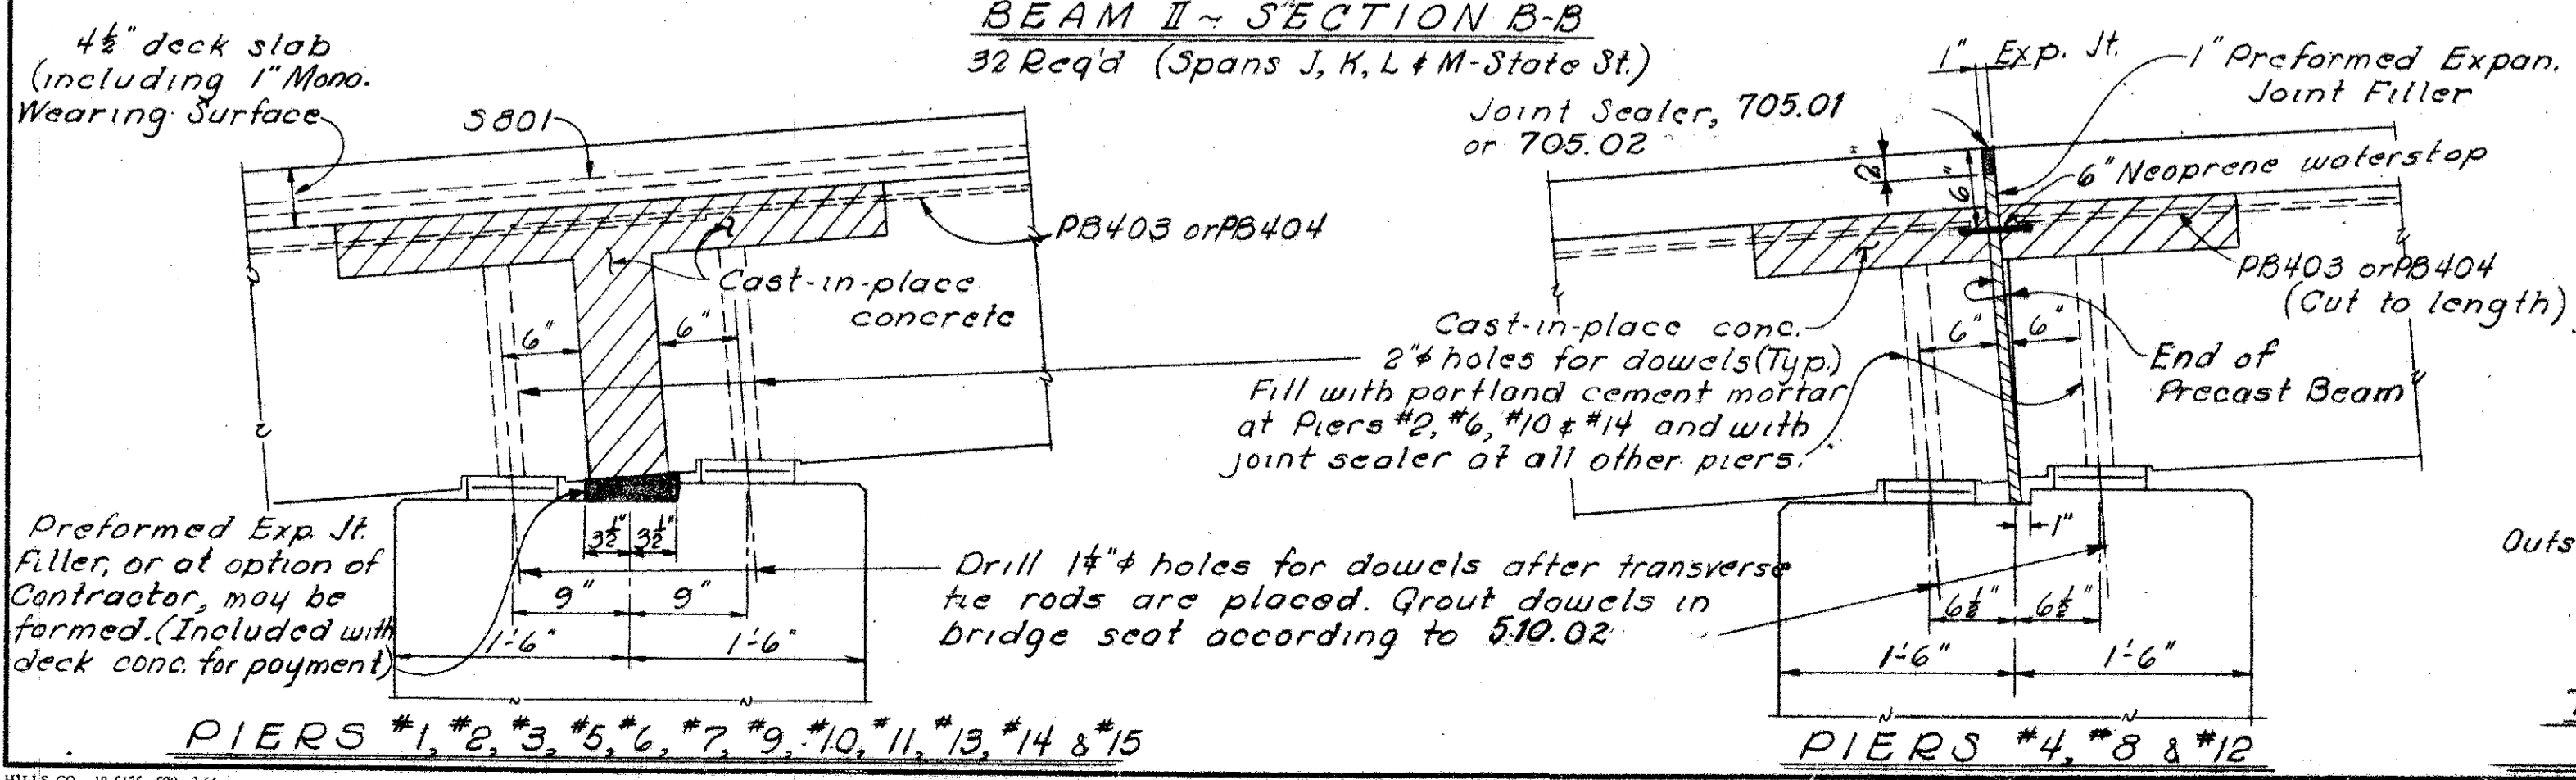 BEAM II ~ SECTION B-B
32 Req'd (Spans J, K, L & M-State St.)
4½" deck slab
(including 1" Mono.
Wearing Surface
S801
PB403 or PB404
Cast-in-place
concrete
6"
6"
Preformed Exp. Jt.
Filler, or at option of
Contractor, may be
formed. (Included with
deck conc. for payment)
3½"
3½"
9"
9"
1'-6"
1'-6"
PIERS #1, #2, #3, #5, #6, #7, #9, #10, #11, #13, #14 & #15
1" Exp. Jt.
1" Preformed Expan.
Joint Filler
Joint Sealer, 705.01
or 705.02
2"
6"
6" Neoprene waterstop
PB403 or PB404
(Cut to length)
Cast-in-place conc.
2"ϕ holes for dowels (Typ.)
Fill with portland cement mortar
at Piers #2, #6, #10 & #14 and with
joint sealer at all other piers.
6"
6"
End of
Precast Beam
1"
Drill 1¼"ϕ holes for dowels after transverse
tie rods are placed. Grout dowels in
bridge seat according to 510.02
6½"
6½"
1'-6"
1'-6"
PIERS #4, #8 & #12
Outs